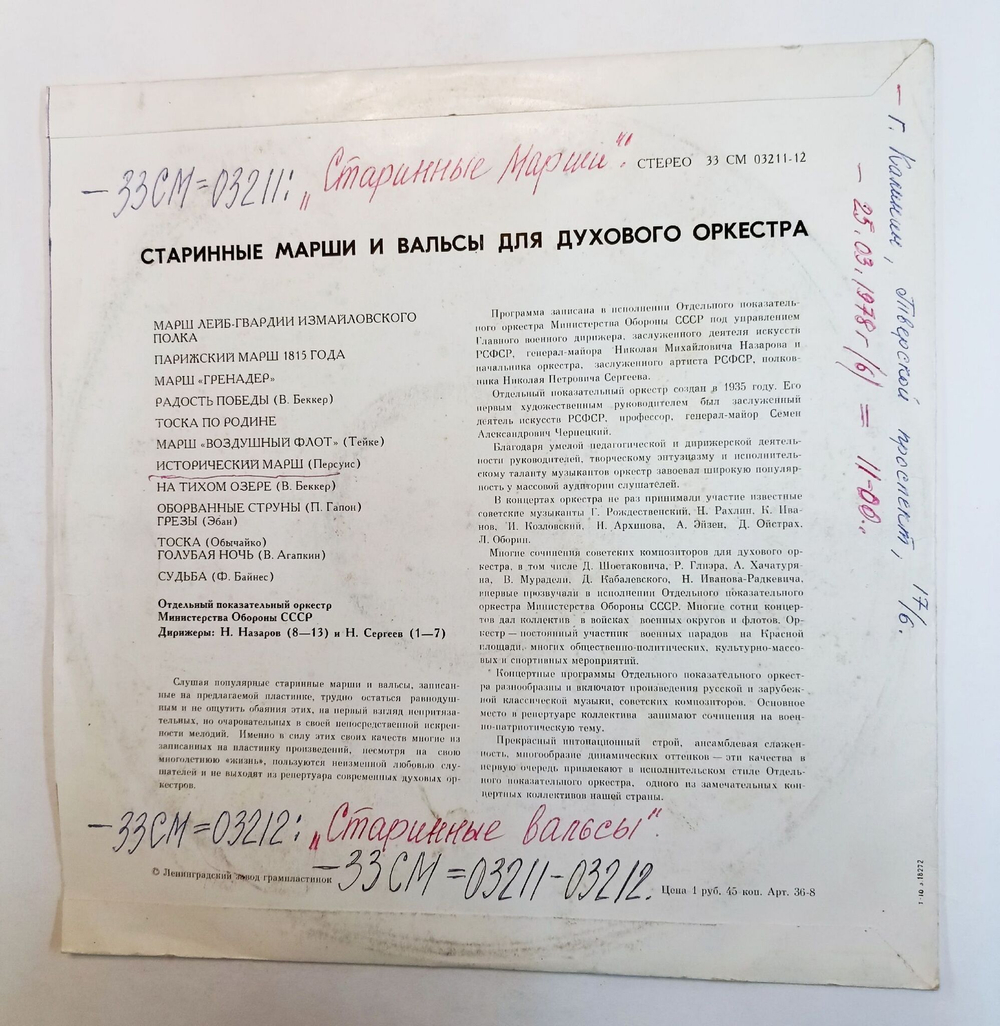 —33СМ=03211: „Старинные Марши".
СТЕРЕО 33 СМ 03211-12
СТАРИННЫЕ МАРШИ И ВАЛЬСЫ ДЛЯ ДУХОВОГО ОРКЕСТРА
МАРШ ЛЕЙБ-ГВАРДИИ ИЗМАЙЛОВСКОГО
ПОЛКА
ПАРИЖСКИЙ МАРШ 1815 ГОДА
МАРШ «ГРЕНАДЕР»
РАДОСТЬ ПОБЕДЫ (В. Беккер)
ТОСКА ПО РОДИНЕ
МАРШ «ВОЗДУШНЫЙ ФЛОТ» (Тейке)
ИСТОРИЧЕСКИЙ МАРШ (Персуис)
НА ТИХОМ ОЗЕРЕ (В. Беккер)
ОБОРВАННЫЕ СТРУНЫ (П. Гапон)
ГРЕЗЫ (Эбан)
ТОСКА (Обычайко)
ГОЛУБАЯ НОЧЬ (В. Агапкин)
СУДЬБА (Ф. Байнес)
Отдельный показательный оркестр
Министерства Обороны СССР
Дирижеры: Н. Назаров (8—13) и Н. Сергеев (1—7)
Слушая популярные старинные марши и вальсы, записан-
ные на предлагаемой пластинке, трудно остаться равнодуш-
ным и не ощутить обаяния этих, на первый взгляд непритяза-
тельных, но очаровательных в своей непосредственной искрен-
ности мелодий. Именно в силу этих своих качеств многие из
записанных на пластинку произведений, несмотря на свою
многолетнюю «жизнь», пользуются неизменной любовью слу-
шателей и не выходят из репертуара современных духовых ор-
кестров.
Программа записана в исполнении Отдельного показатель-
ного оркестра Министерства Обороны СССР под управлением
Главного военного дирижера, заслуженного деятеля искусств
РСФСР, генерал-майора Николая Михайловича Назарова и
начальника оркестра, заслуженного артиста РСФСР, полков-
ника Николая Петровича Сергеева.
Отдельный показательный оркестр создан в 1935 году. Его
первым художественным руководителем был заслуженный
деятель искусств РСФСР, профессор, генерал-майор Семен
Александрович Чернецкий.
Благодаря умелой педагогической и дирижерской деятель-
ности руководителей, творческому энтузиазму и исполнитель-
скому таланту музыкантов оркестр завоевал широкую популяр-
ность у массовой аудитории слушателей.
В концертах оркестра не раз принимали участие известные
советские музыканты Г. Рождественский, Н. Рахлин, К. Ива-
нов, И. Козловский, И. Архипова, А. Эйзен, Д. Ойстрах,
Л. Оборин.
Многие сочинения советских композиторов для духового ор-
кестра, в том числе Д. Шостаковича, Р. Глиэра, А. Хачатуря-
на, В. Мурадели, Д. Кабалевского, Н. Иванова-Радкевича,
впервые прозвучали в исполнении Отдельного показательного
оркестра Министерства Обороны СССР. Многие сотни концер-
тов дал коллектив в войсках военных округов и флотов. Ор-
кестр — постоянный участник военных парадов на Красной
площади, многих общественно-политических, культурно-массо-
вых и спортивных мероприятий.
Концертные программы Отдельного показательного оркест-
ра разнообразны и включают произведения русской и зарубеж-
ной классической музыки, советских композиторов. Основное
место в репертуаре коллектива занимают сочинения на воен-
но-патриотическую тему.
Прекрасный интонационный строй, ансамблевая слажен-
ность, многообразие динамических оттенков — эти качества в
первую очередь привлекают в исполнительском стиле Отдель-
ного показательного оркестра, одного из замечательных кон-
цертных коллективов нашей страны.
—33СМ=03212: „Старинные вальсы".
—33СМ=03211-03212.
© Ленинградский завод грампластинок
Цена 1 руб. 45 коп. Арт. 36-8
— г. Калинин, Тверской проспект, 17/6.
— 25.03.1978г (6) = 11-00.